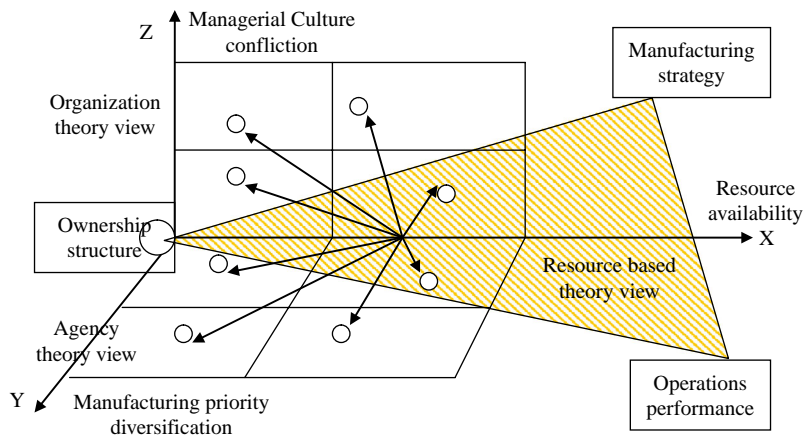 Z
Managerial Culture
confliction
Manufacturing
strategy
Organization
theory view
Resource
availability
X
Ownership
structure
Resource based
theory view
Agency
theory view
Y
Manufacturing priority
diversification
Operations
performance